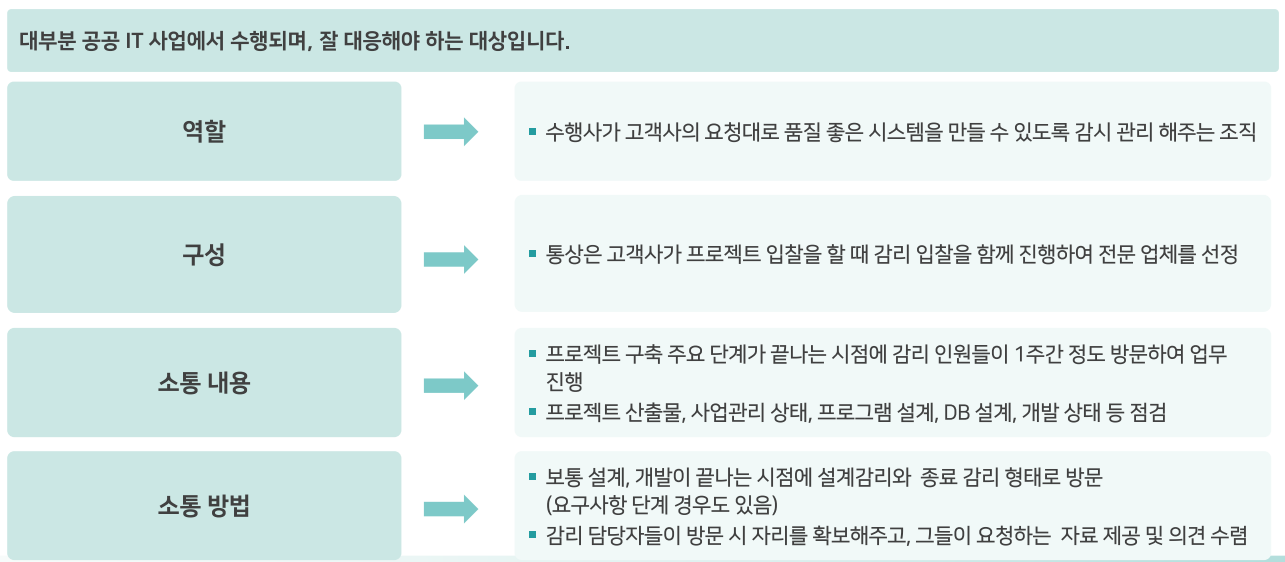 대부분 공공 IT 사업에서 수행되며, 잘 대응해야 하는 대상입니다.
역할
▪ 수행사가 고객사의 요청대로 품질 좋은 시스템을 만들 수 있도록 감시 관리 해주는 조직
구성
▪ 통상은 고객사가 프로젝트 입찰을 할 때 감리 입찰을 함께 진행하여 전문 업체를 선정
소통 내용
▪ 프로젝트 구축 주요 단계가 끝나는 시점에 감리 인원들이 1주간 정도 방문하여 업무
진행
▪ 프로젝트 산출물, 사업관리 상태, 프로그램 설계, DB 설계, 개발 상태 등 점검
소통 방법
▪ 보통 설계, 개발이 끝나는 시점에 설계감리와 종료 감리 형태로 방문
(요구사항 단계 경우도 있음)
▪ 감리 담당자들이 방문 시 자리를 확보해주고, 그들이 요청하는 자료 제공 및 의견 수렴